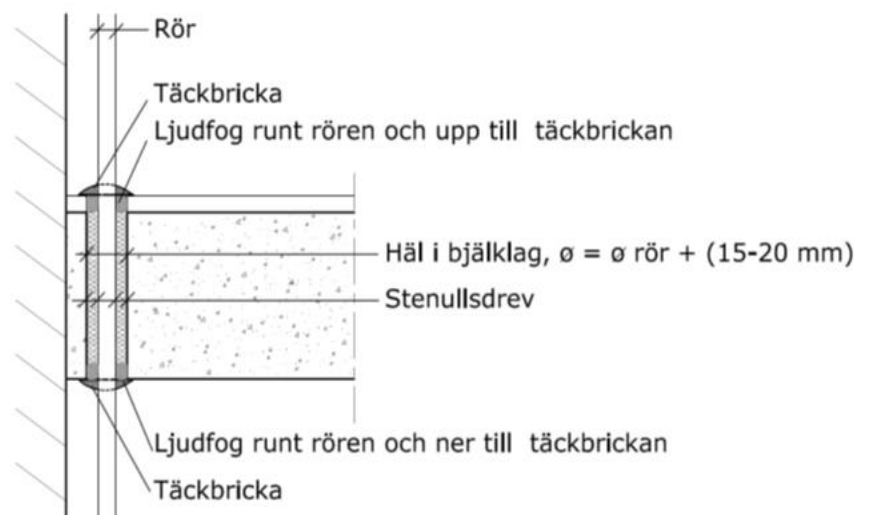 Rör
Täckbricka
Ljudfog runt rören och upp till täckbrickan
Häl i bjälklag, ø = ø rör + (15-20 mm)
Stenullsdrev
Ljudfog runt rören och ner till täckbrickan
Täckbricka